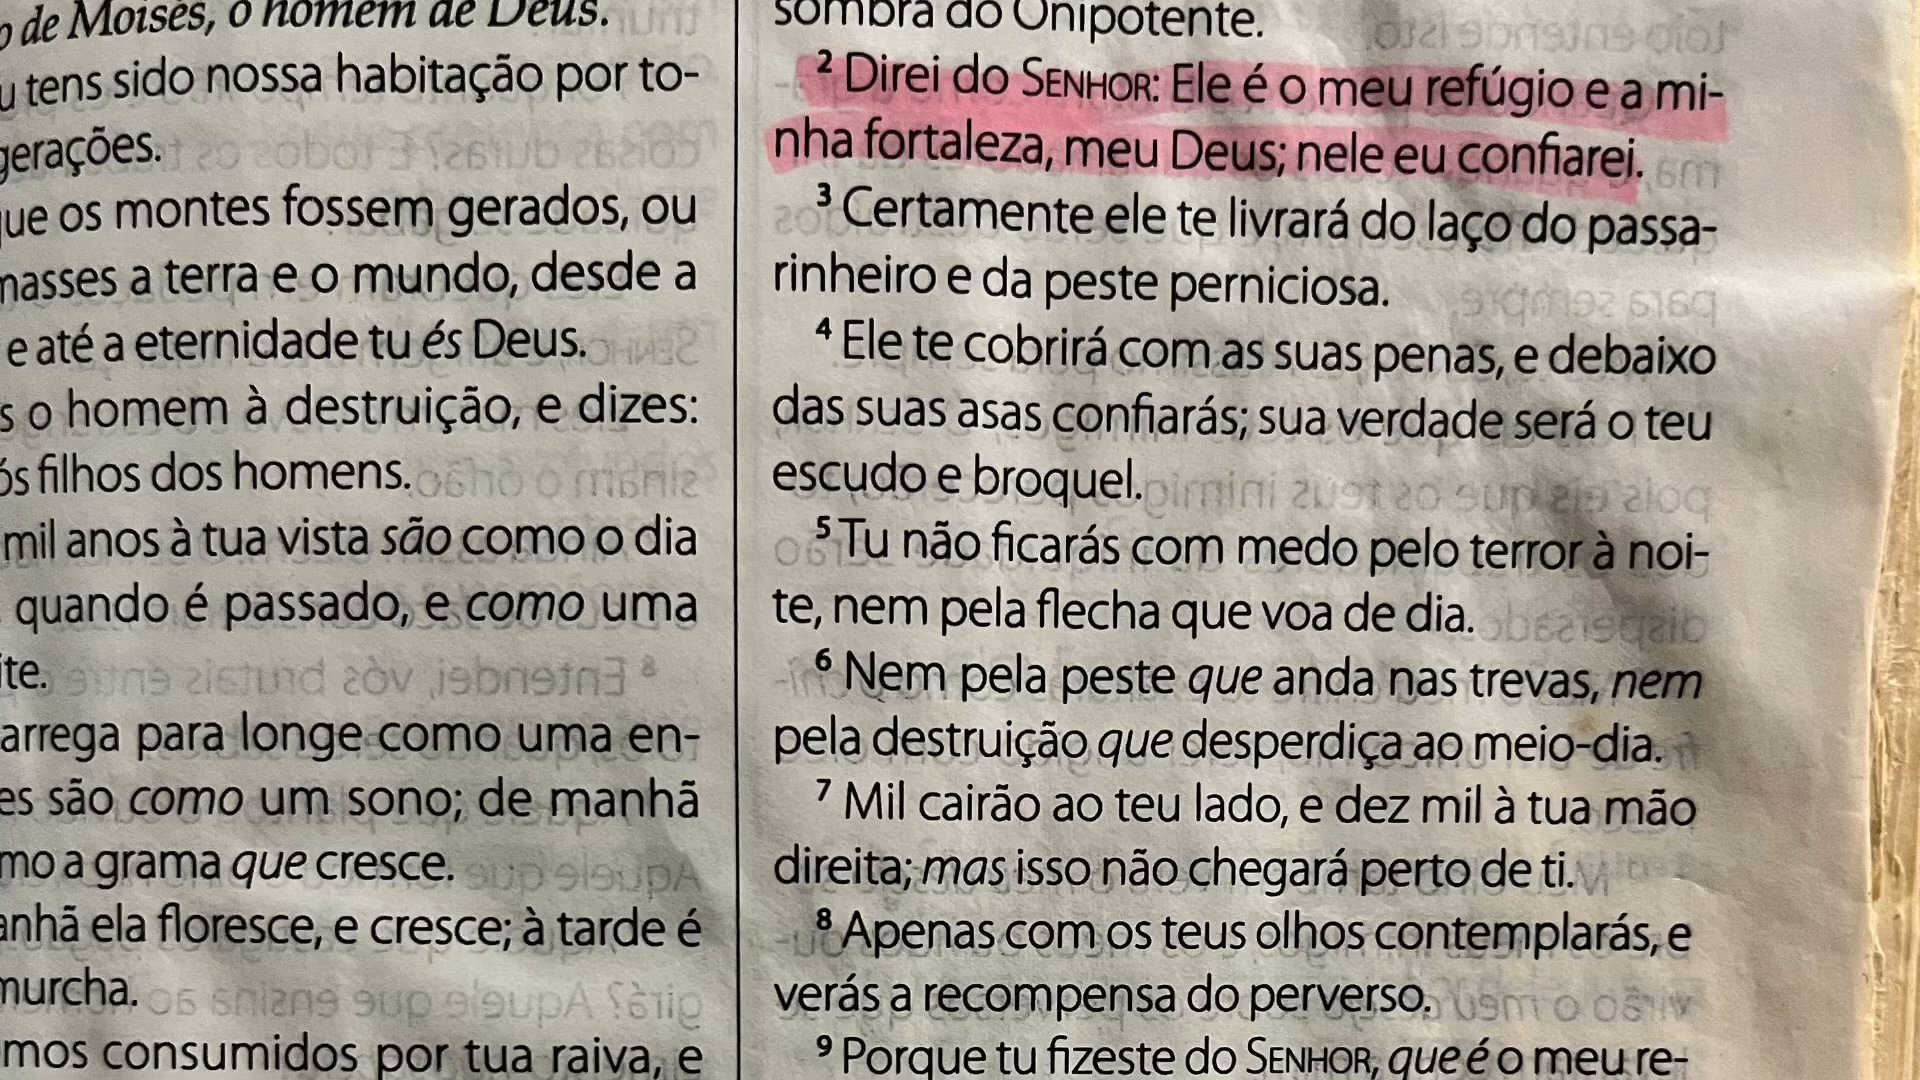 de Moisés, o homem de Deus.
tens sido nossa habitação por to-
gerações.
que os montes fossem gerados, ou
a terra e o mundo, desde a
e até a eternidade tu és Deus.
o homem à destruição, e dizes:
filhos dos homens.
mil anos à tua vista são como o dia
quando é passado, e como uma
para longe como uma en-
são como um sono; de manhã
a grama que cresce.
ela floresce, e cresce; à tarde é
murcha.
consumidos por tua raiva, e
sombra do Onipotente.
2 Direi do SENHOR: Ele é o meu refúgio e a mi-
nha fortaleza, meu Deus; nele eu confiarei.
3 Certamente ele te livrará do laço do passa-
rinheiro e da peste perniciosa.
4 Ele te cobrirá com as suas penas, e debaixo
das suas asas confiarás; sua verdade será o teu
escudo e broquel.
5 Tu não ficarás com medo pelo terror à noi-
te, nem pela flecha que voa de dia.
6 Nem pela peste que anda nas trevas, nem
pela destruição que desperdiça ao meio-dia.
7 Mil cairão ao teu lado, e dez mil à tua mão
direita; mas isso não chegará perto de ti.
8 Apenas com os teus olhos contemplarás, e
verás a recompensa do perverso.
9 Porque tu fizeste do SENHOR, que é o meu re-